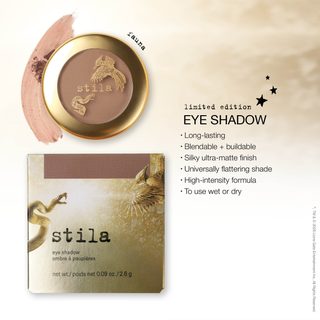 fauna
stila
limited edition
EYE SHADOW
• Long-lasting
• Blendable + buildable
• Silky ultra-matte finish
• Universally flattering shade
• High-intensity formula
• To use wet or dry
stila
eye shadow
ombre à paupières
net wt./poids net 0.09 oz./2.6 g